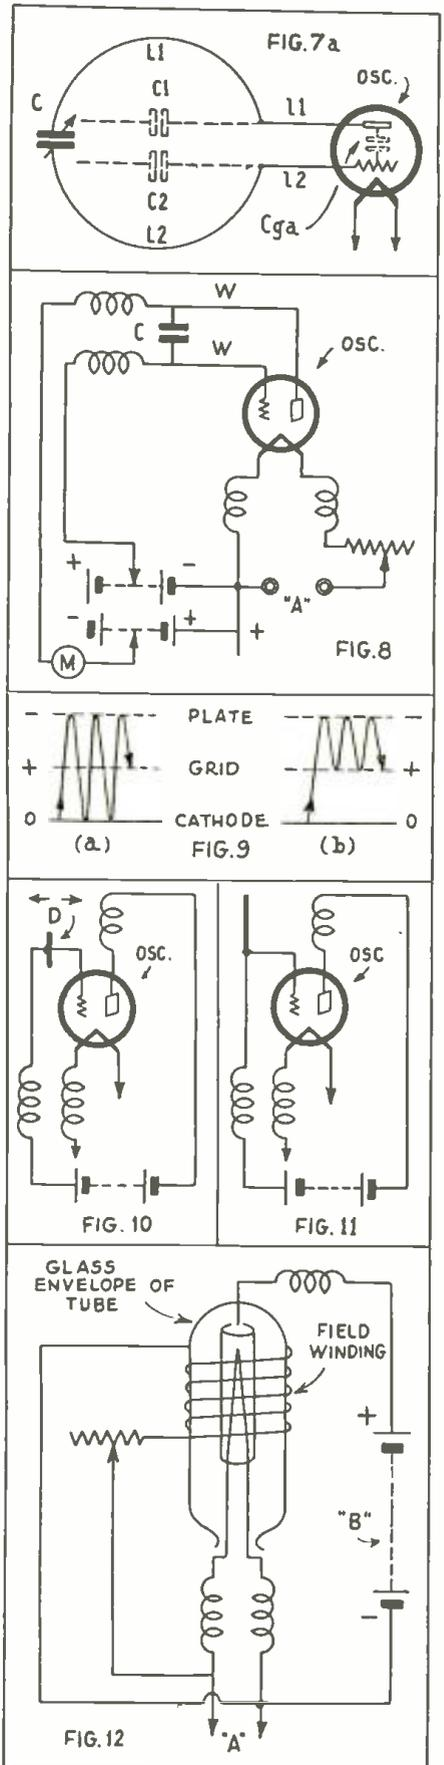 FIG.7a
L1
OSC.
C1
C
l1
l2
C2
Cga
L2
W
C
W
OSC.
+
-
"A"
-
+
+
M
FIG.8
- PLATE -
+ GRID +
0 CATHODE 0
(a)
FIG.9
(b)
D
OSC.
FIG. 10
OSC
FIG.11
GLASS
ENVELOPE OF
TUBE
FIELD
WINDING
+
"B"
-
FIG.12
"A"